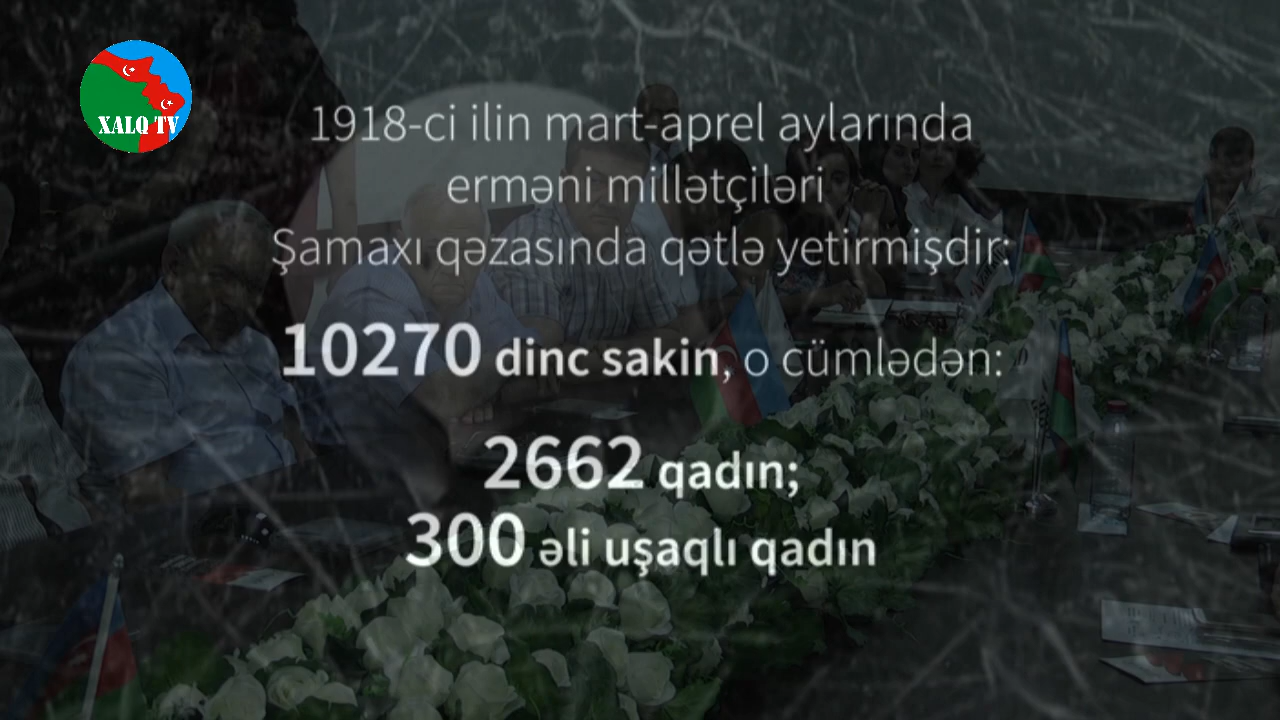 XALQ TV
1918-ci ilin mart-aprel aylarında
erməni millətçiləri
Şamaxı qəzasında qətlə yetirmişdir:
10270 dinc sakin, o cümlədən:
2662 qadın;
300 əli uşaqlı qadın